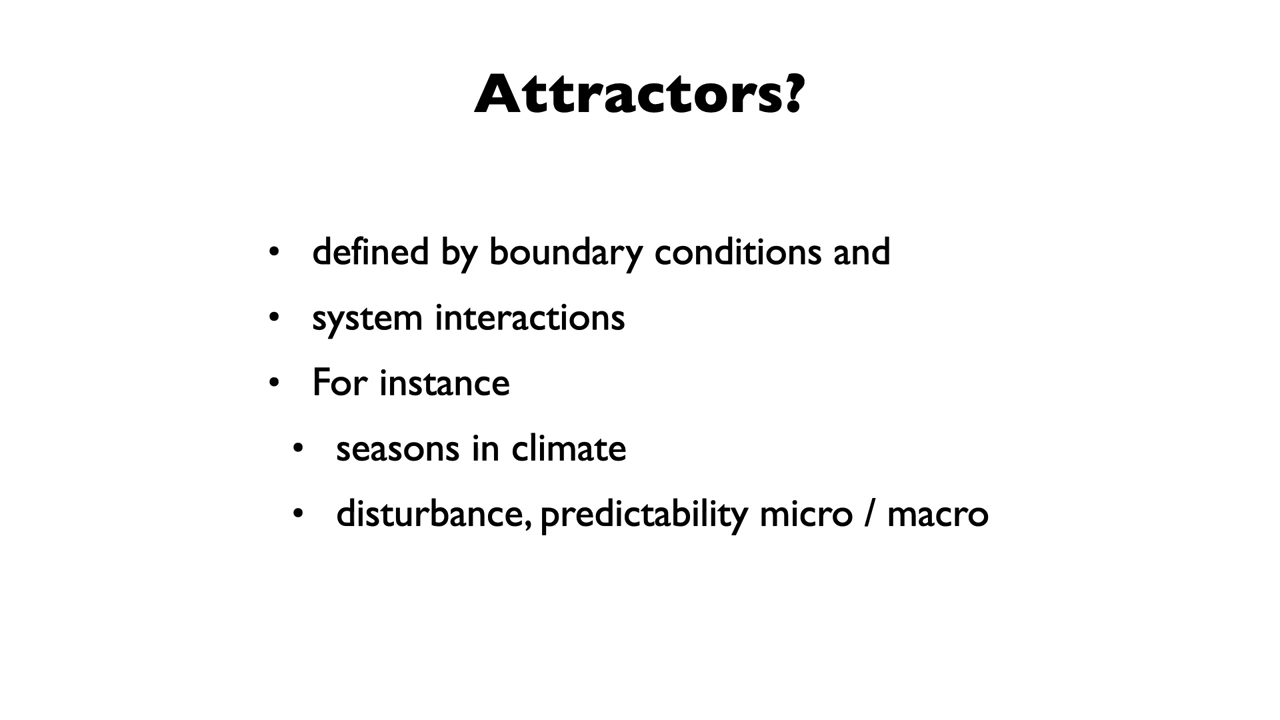 Attractors?
• defined by boundary conditions and
• system interactions
• For instance
• seasons in climate
• disturbance, predictability micro / macro